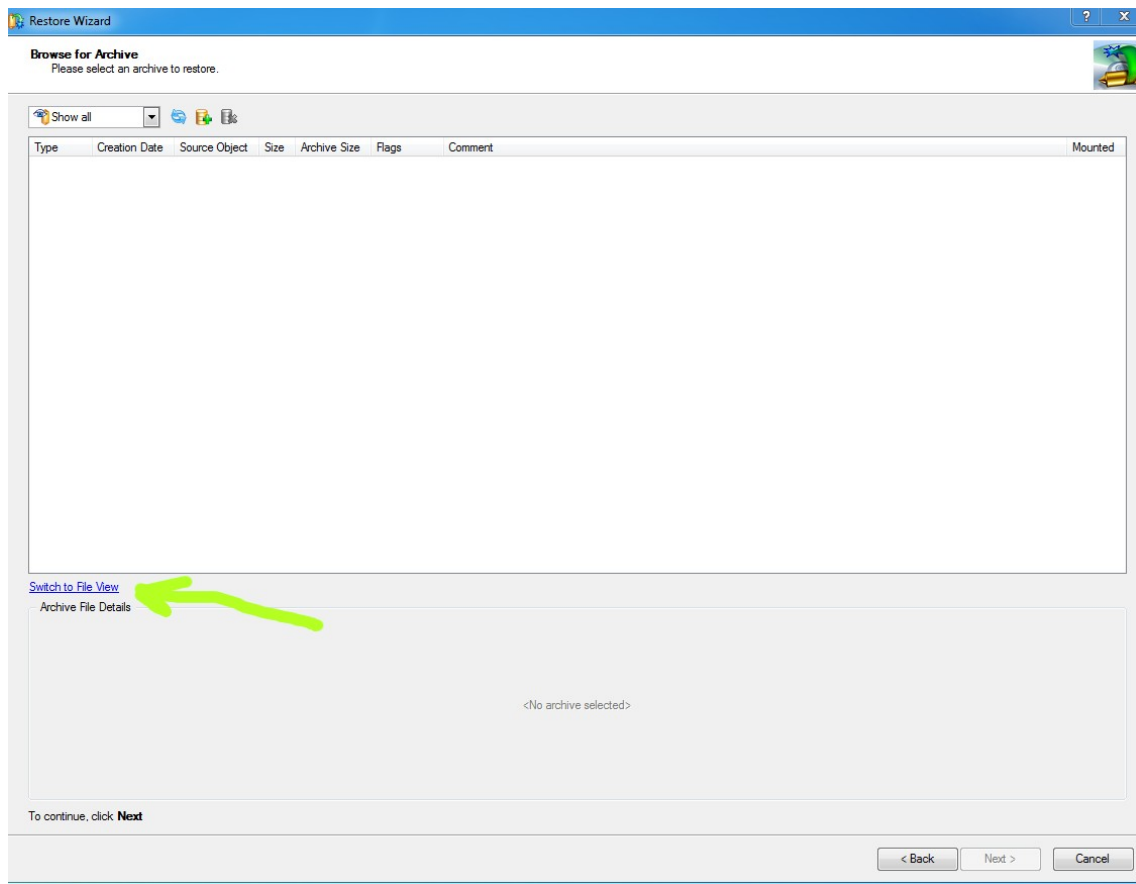 Restore Wizard
Browse for Archive
Please select an archive to restore.
Show all
Type Creation Date Source Object Size Archive Size Flags Comment Mounted
Switch to File View
Archive File Details
<No archive selected>
To continue, click Next
< Back Next > Cancel